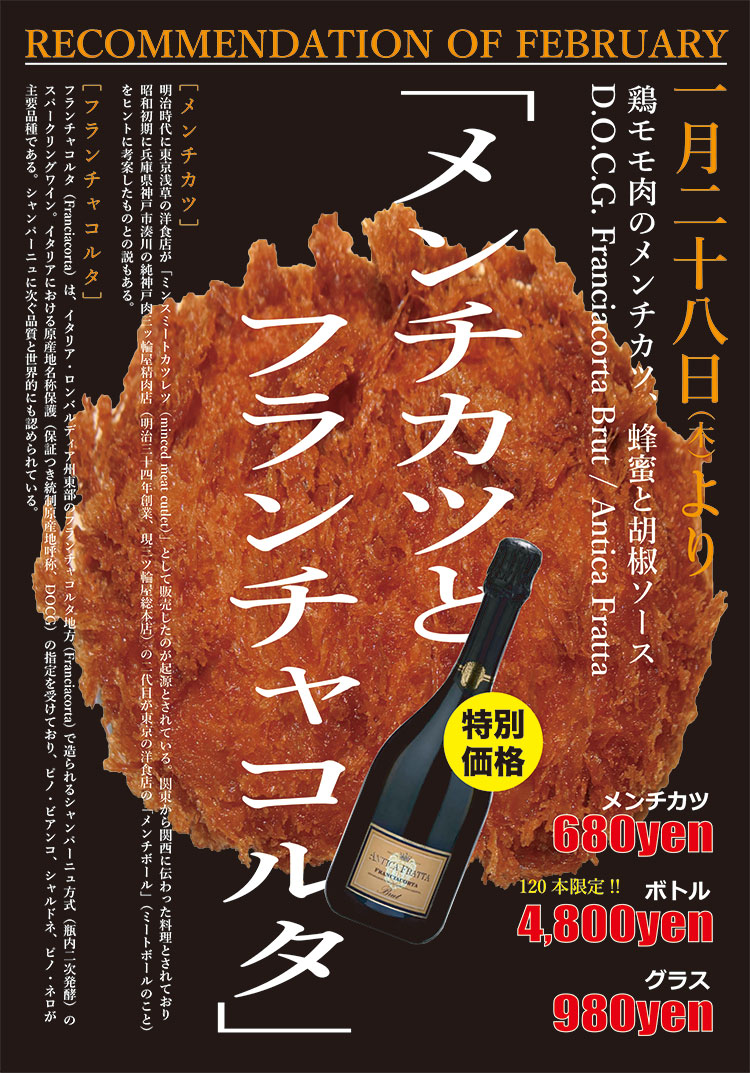 RECOMMENDATION OF FEBRUARY
一月二十八日（木）より
鶏モモ肉のメンチカツ、蜂蜜と胡椒ソース
D.O.C.G. Franciacorta Brut / Antica Fratta
「メンチカツと
フランチャコルタ」
［メンチカツ］
明治時代に東京浅草の洋食店が「ミンスミートカツレツ（minced meat cutlet）」として販売したのが起源とされている。関東から関西に伝わった料理とされており
昭和初期に兵庫県神戸市湊川の純神戸肉三ッ輪屋精肉店（明治三十四年創業、現三ツ輪屋総本店）の二代目が東京の洋食店の「メンチボール」（ミートボールのこと）
をヒントに考案したものとの説もある。
［フランチャコルタ］
フランチャコルタ（Franciacorta）は、イタリア・ロンバルディア州東部のフランチャコルタ地方（Franciacorta）で造られるシャンパーニュ方式（瓶内二次発酵）の
スパークリングワイン。イタリアにおける原産地名称保護（保証つき統制原産地呼称、DOCG）の指定を受けており、ピノ・ビアンコ、シャルドネ、ピノ・ネロが
主要品種である。シャンパーニュに次ぐ品質と世界的にも認められている。
特別
価格
ANTICA FRATTA
FRANCIACORTA
Brut
メンチカツ
680yen
120本限定!! ボトル
4,800yen
グラス
980yen